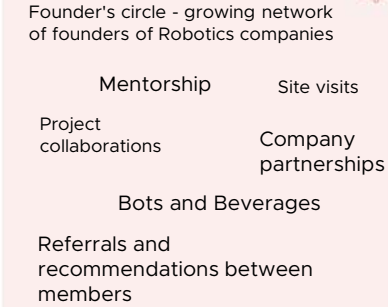 Founder's circle - growing network
of founders of Robotics companies
Mentorship
Site visits
Project
collaborations
Company
partnerships
Bots and Beverages
Referrals and
recommendations between
members